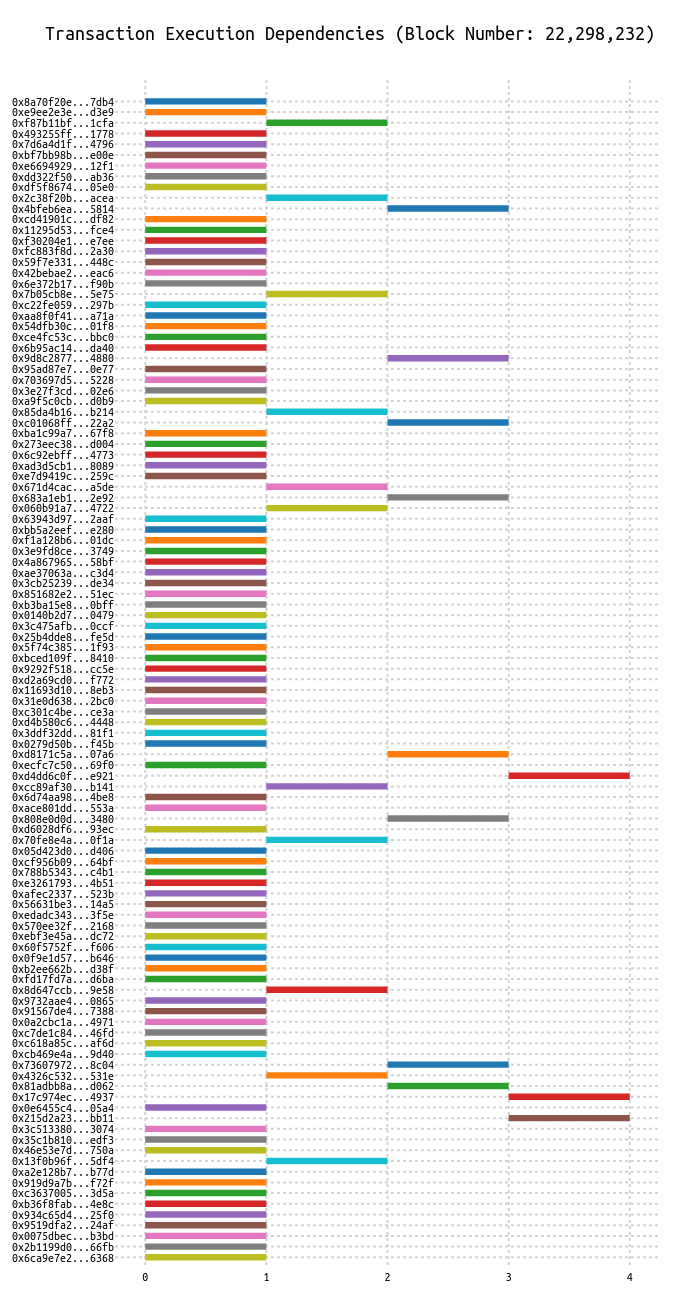 Transaction Execution Dependencies (Block Number: 22,298,232)
0x8a70f20e...7db4
0xe9ee2e3e...d3e9
0xf87b11bf...1cfa
0x493255ff...1778
0x7d6a4d1f...4796
0xbf7bb98b...e00e
0xe6694929...12f1
0xdd322f50...ab36
0xdf5f8674...05e0
0x2c38f20b...acea
0x4bfeb6ea...5814
0xcd41901c...df82
0x11295d53...fce4
0xf30204e1...e7ee
0xfc883f8d...2a30
0x59f7e331...448c
0x42bebae2...eac6
0x6e372b17...f90b
0x7b05cb8e...5e75
0xc22fe059...297b
0xaa8f0f41...a71a
0x54dfb30c...01f8
0xce4fc53c...bbc0
0x6b95ac14...da40
0x9d8c2877...4880
0x95ad87e7...0e77
0x703697d5...5228
0x3e27f3cd...02e6
0xa9f5c0cb...d0b9
0x85da4b16...b214
0xc01068ff...22a2
0xba1c99a7...67f8
0x273eec38...d004
0x6c92ebff...4773
0xad3d5cb1...8089
0xe7d9419c...259c
0x671d4cac...a5de
0x683a1eb1...2e92
0x060b91a7...4722
0x63943d97...2aaf
0xbb5a2eef...e280
0xf1a128b6...01dc
0x3e9fd8ce...3749
0x4a867965...58bf
0xae37063a...c3d4
0x3cb25239...de34
0x851682e2...51ec
0xb3ba15e8...0bff
0x0140b2d7...0479
0x3c475afb...0ccf
0x25b4dde8...fe5d
0x5f74c385...1f93
0xbced109f...8410
0x9292f518...cc5e
0xd2a69cd0...f772
0x11693d10...8eb3
0x31e0d638...2bc0
0xc301c4be...ce3a
0xd4b580c6...4448
0x3ddf32dd...81f1
0x0279d50b...f45b
0xd8171c5a...07a6
0xecfc7c50...69f0
0xd4dd6c0f...e921
0xcc89af30...b141
0x6d74aa98...4be8
0xace801dd...553a
0x808e0d0d...3480
0xd6028df6...93ec
0x70fe8e4a...0f1a
0x05d423d0...d406
0xcf956b09...64bf
0x788b5343...c4b1
0xe3261793...4b51
0xafec2337...523b
0x56631be3...14a5
0xedadc343...3f5e
0x570ee32f...2168
0xebf3e45a...dc72
0x60f5752f...f606
0x0f9e1d57...b646
0xb2ee662b...d38f
0xfd17fd7a...d6ba
0x8d647ccb...9e58
0x9732aae4...0865
0x91567de4...7388
0x0a2cbc1a...4971
0xc7de1c84...46fd
0xc618a85c...af6d
0xcb469e4a...9d40
0x73607972...8c04
0x4326c532...531e
0x81adbb8a...d062
0x17c974ec...4937
0x0e6455c4...05a4
0x215d2a23...bb11
0x3c513380...3074
0x35c1b810...edf3
0x46e53e7d...750a
0x13f0b96f...5df4
0xa2e128b7...b77d
0x919d9a7b...f72f
0xc3637005...3d5a
0xb36f8fab...4e8c
0x934c65d4...25f0
0x9519dfa2...24af
0x0075dbec...b3bd
0x2b1199d0...66fb
0x6ca9e7e2...6368
0 1 2 3 4